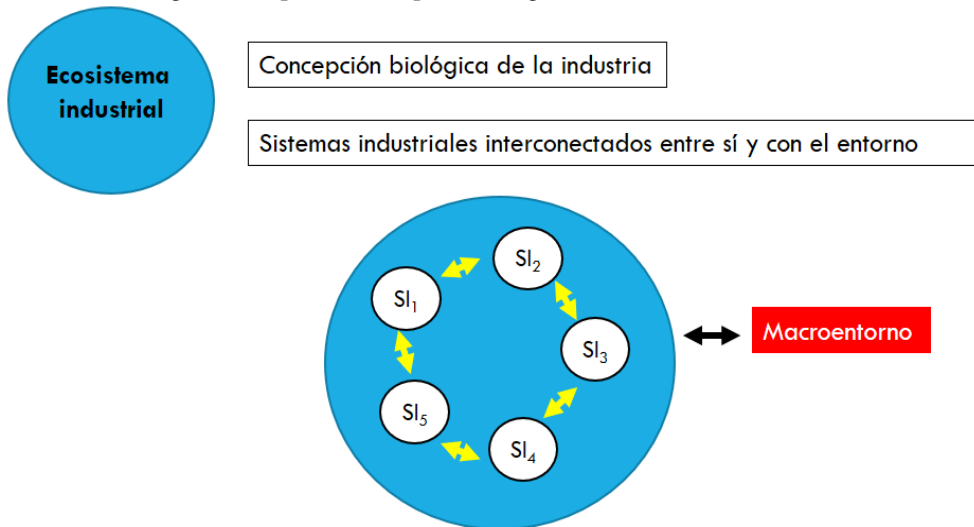 Ecosistema
industrial
Concepción biológica de la industria
Sistemas industriales interconectados entre sí y con el entorno
SI₂
SI₁
SI₃
Macroentorno
SI₅
SI₄